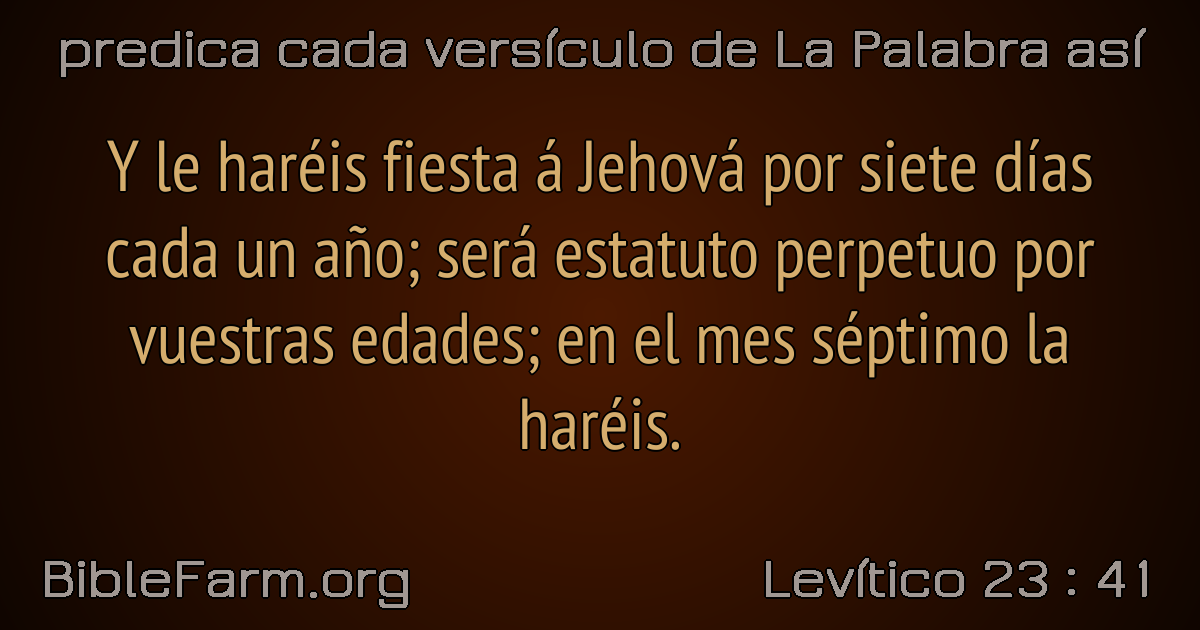 predica cada versículo de La Palabra así
Y le haréis fiesta á Jehová por siete días
cada un año; será estatuto perpetuo por
vuestras edades; en el mes séptimo la
haréis.
BibleFarm.org
Levítico 23 : 41